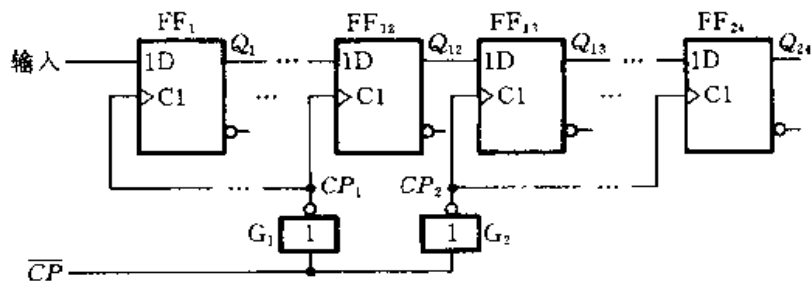 FF₁ FF₁₂ FF₁₃ FF₂₄
输入 1D Q₁ ··· 1D Q₁₂ 1D Q₁₃ ··· 1D Q₂₄
C1 ··· C1 C1 ··· C1
··· CP₁ CP₂ ···
G₁ 1 1 G₂
\overline{CP}